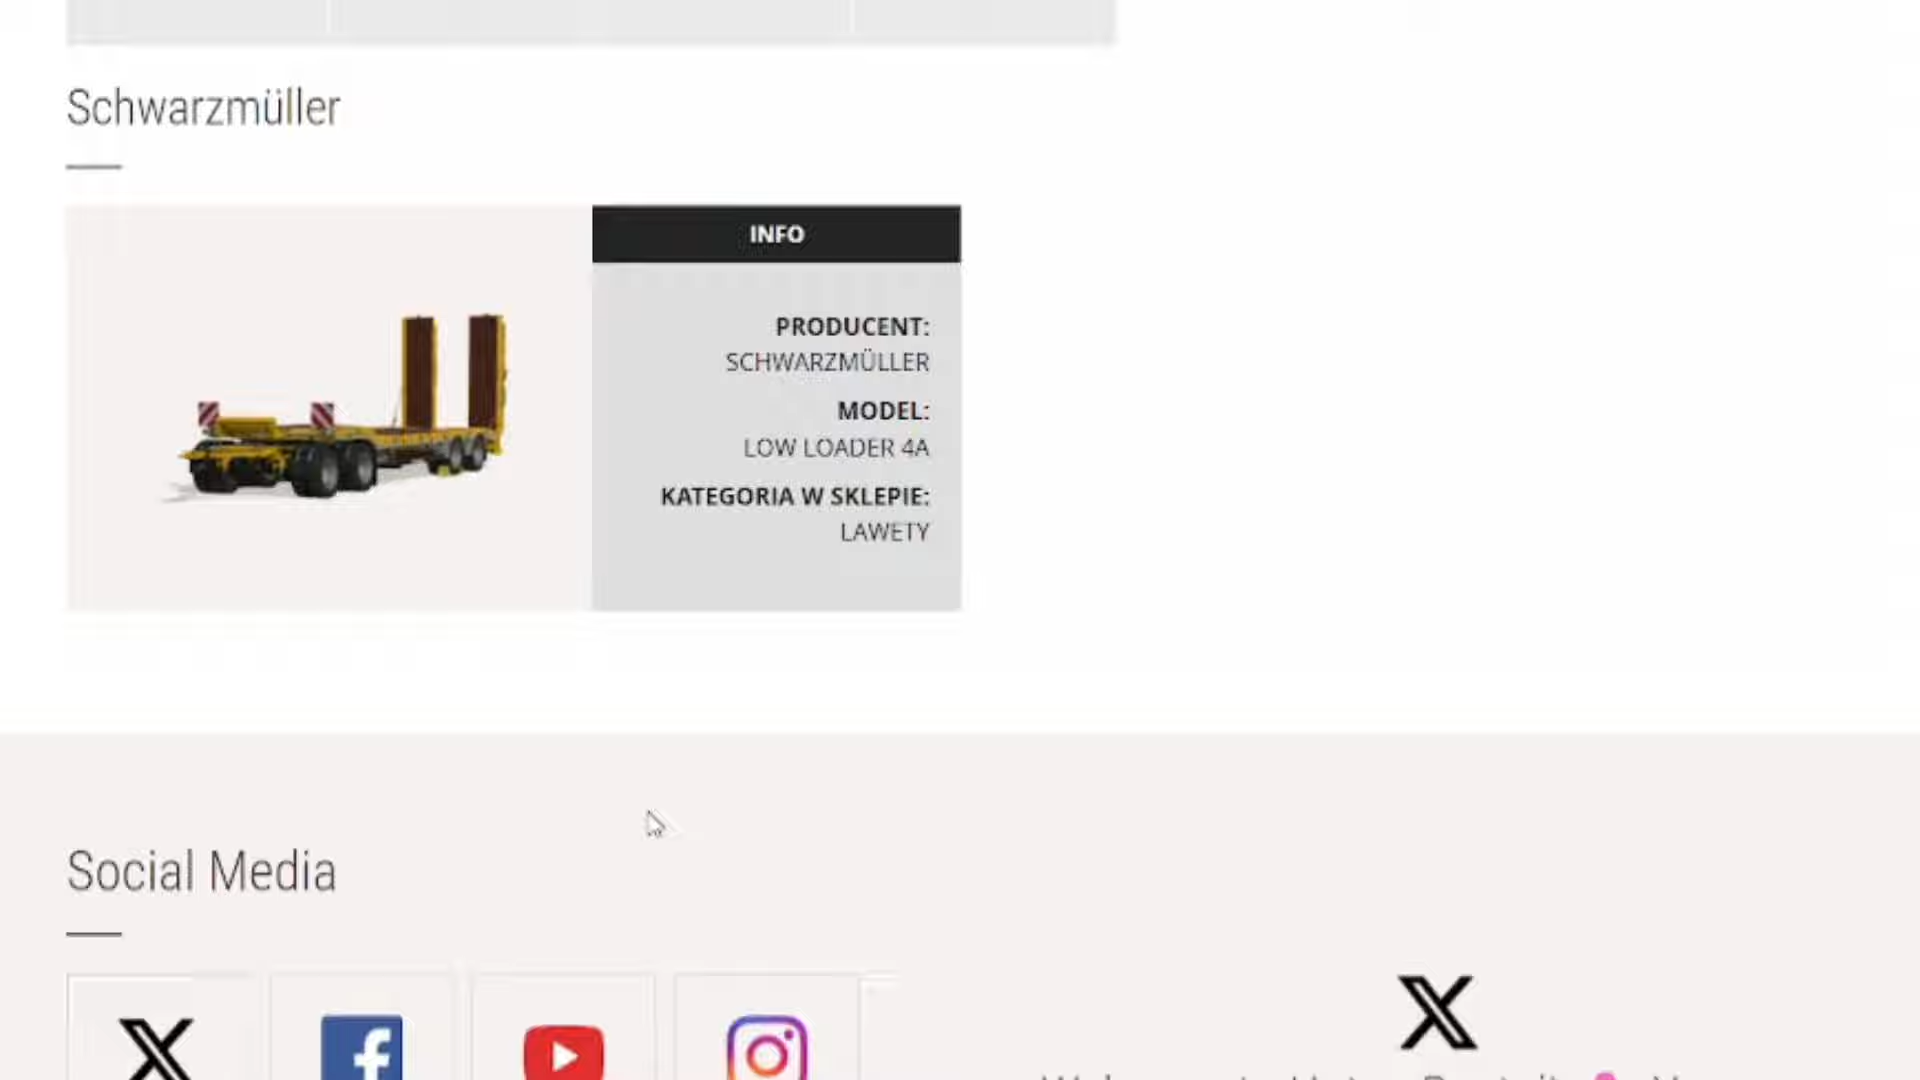 Schwarzmüller
INFO
PRODUCENT:
SCHWARZMÜLLER
MODEL:
LOW LOADER 4A
KATEGORIA W SKLEPIE:
LAWETY
Social Media